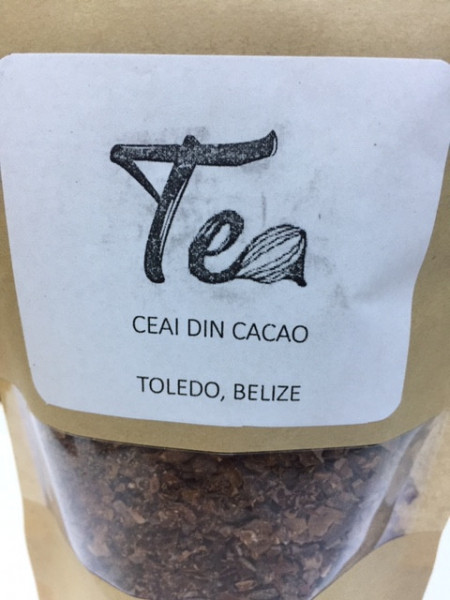 Tea
CEAI DIN CACAO
TOLEDO, BELIZE